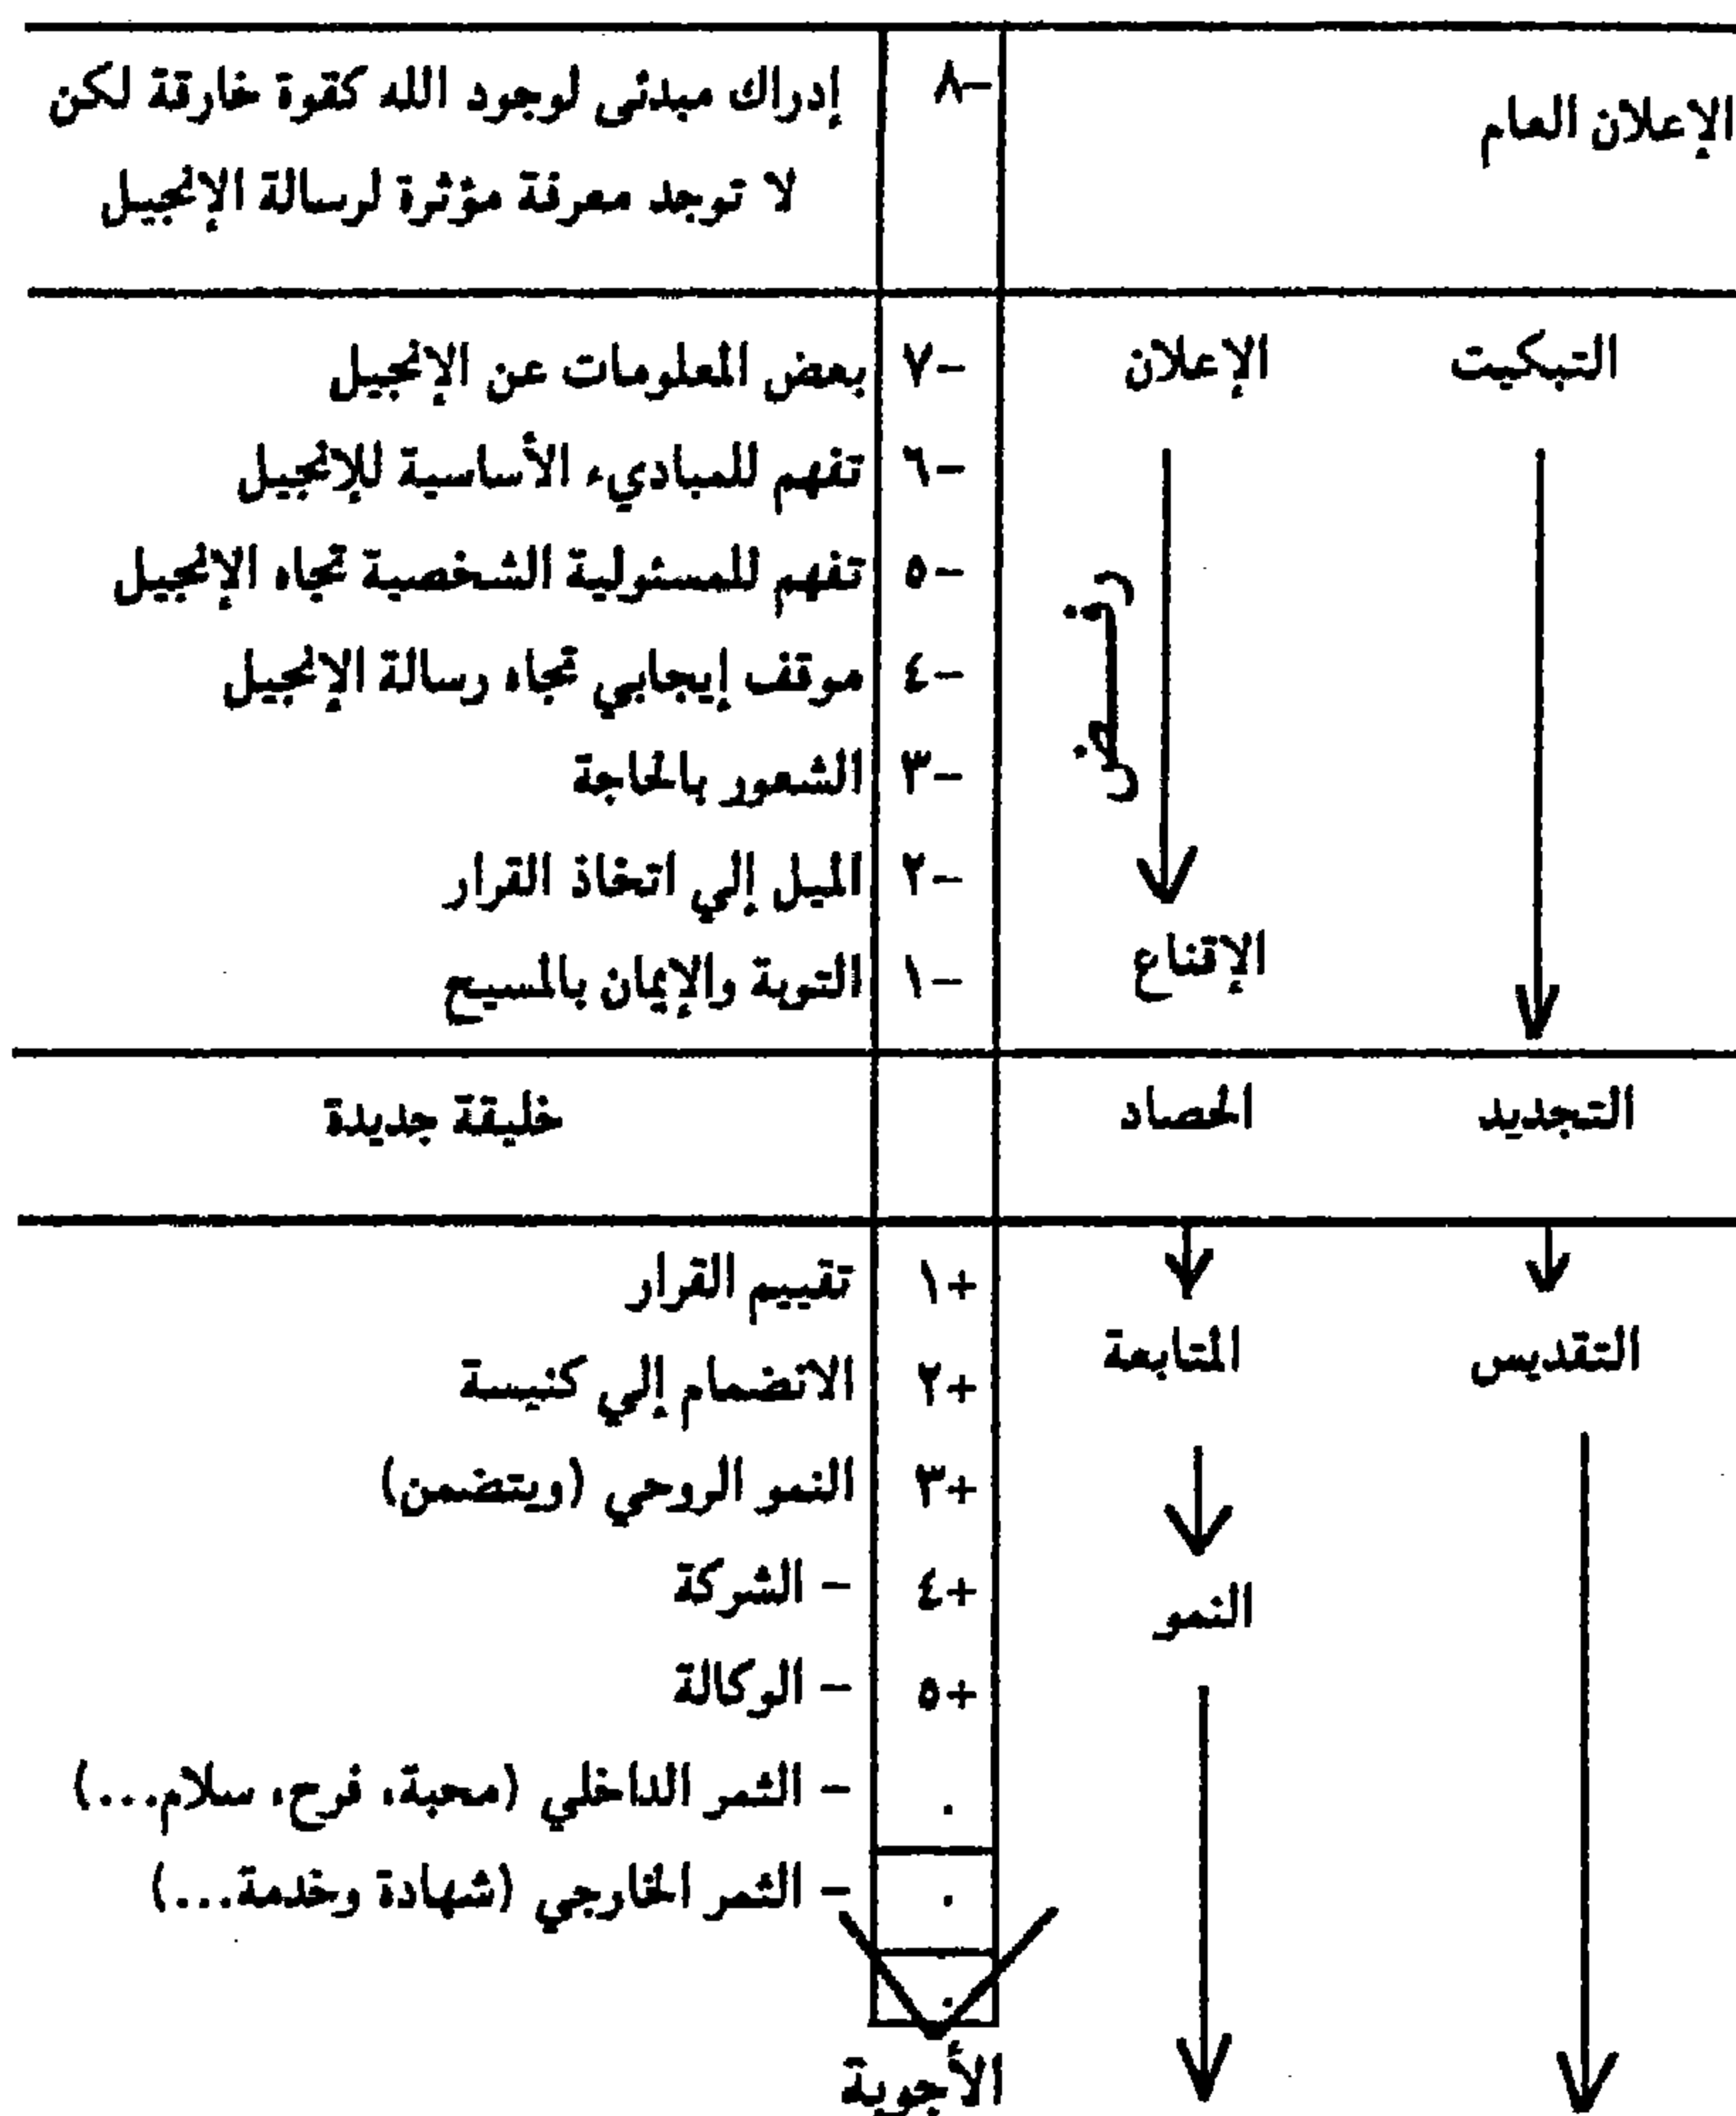 الإعلان العام -٨ إدراك مبدئي لوجود الله كقوة خارقة لكن
لا توجد معرفة مؤثرة لرسالة الإنجيل
التبكيت الإعلان -٧ بعض المعلومات عن الإنجيل
-٦ تفهم للمباديء الأساسية للإنجيل
-٥ تفهم للمسئولية الشخصية تجاه الإنجيل
رفض
-٤ موقف إيجابي تجاه رسالة الإنجيل
-٣ الشعور بالحاجة
-٢ الميل إلي اتخاذ القرار
الإقناع -١ التوبة والإيمان بالمسيح
التجديد الحصاد خليقة جديدة
+١ تقييم القرار
التقديس المتابعة +٢ الانضمام إلي كنيسة
+٣ النمو الروحي (ويتضمن)
النمو +٤ - الشركة
+٥ - الوكالة
. - الثمر الداخلي (محبة، فرح، سلام...)
. - الثمر الخارجي (شهادة وخدمة...)
.
الأجوبة